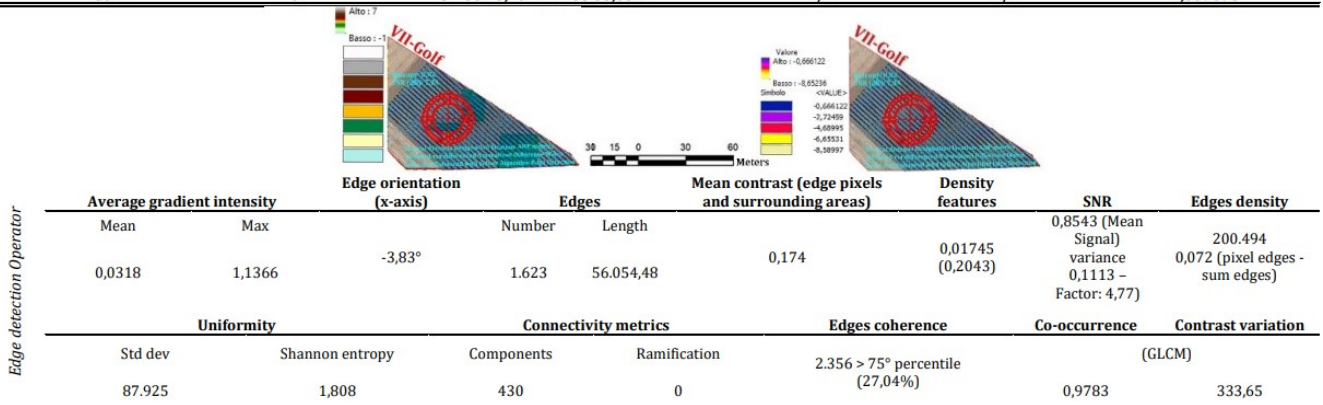 Alto : 7
Basso : -1
VII-Golf
VII-Golf
Valore
Alto : -0,666122
Basso : -8,65236
Simbolo <VALUE>
-0,666122
-2,72459
-4,68995
-6,65531
-8,58997
30 15 0 30 60
Meters
Edge detection Operator
Average gradient intensity
Edge orientation
(x-axis)
Edges
Mean contrast (edge pixels
and surrounding areas)
Density
features
SNR
Edges density
Mean Max
Number Length
0,0318 1,1366
-3,83°
1.623 56.054,48
0,174
0,01745
(0,2043)
0,8543 (Mean
Signal)
variance
0,1113 –
Factor: 4,77)
200.494
0,072 (pixel edges -
sum edges)
Uniformity
Connectivity metrics
Edges coherence
Co-occurrence
Contrast variation
Std dev Shannon entropy
Components Ramification
2.356 > 75° percentile
(27,04%)
(GLCM)
87.925 1,808
430 0
0,9783 333,65